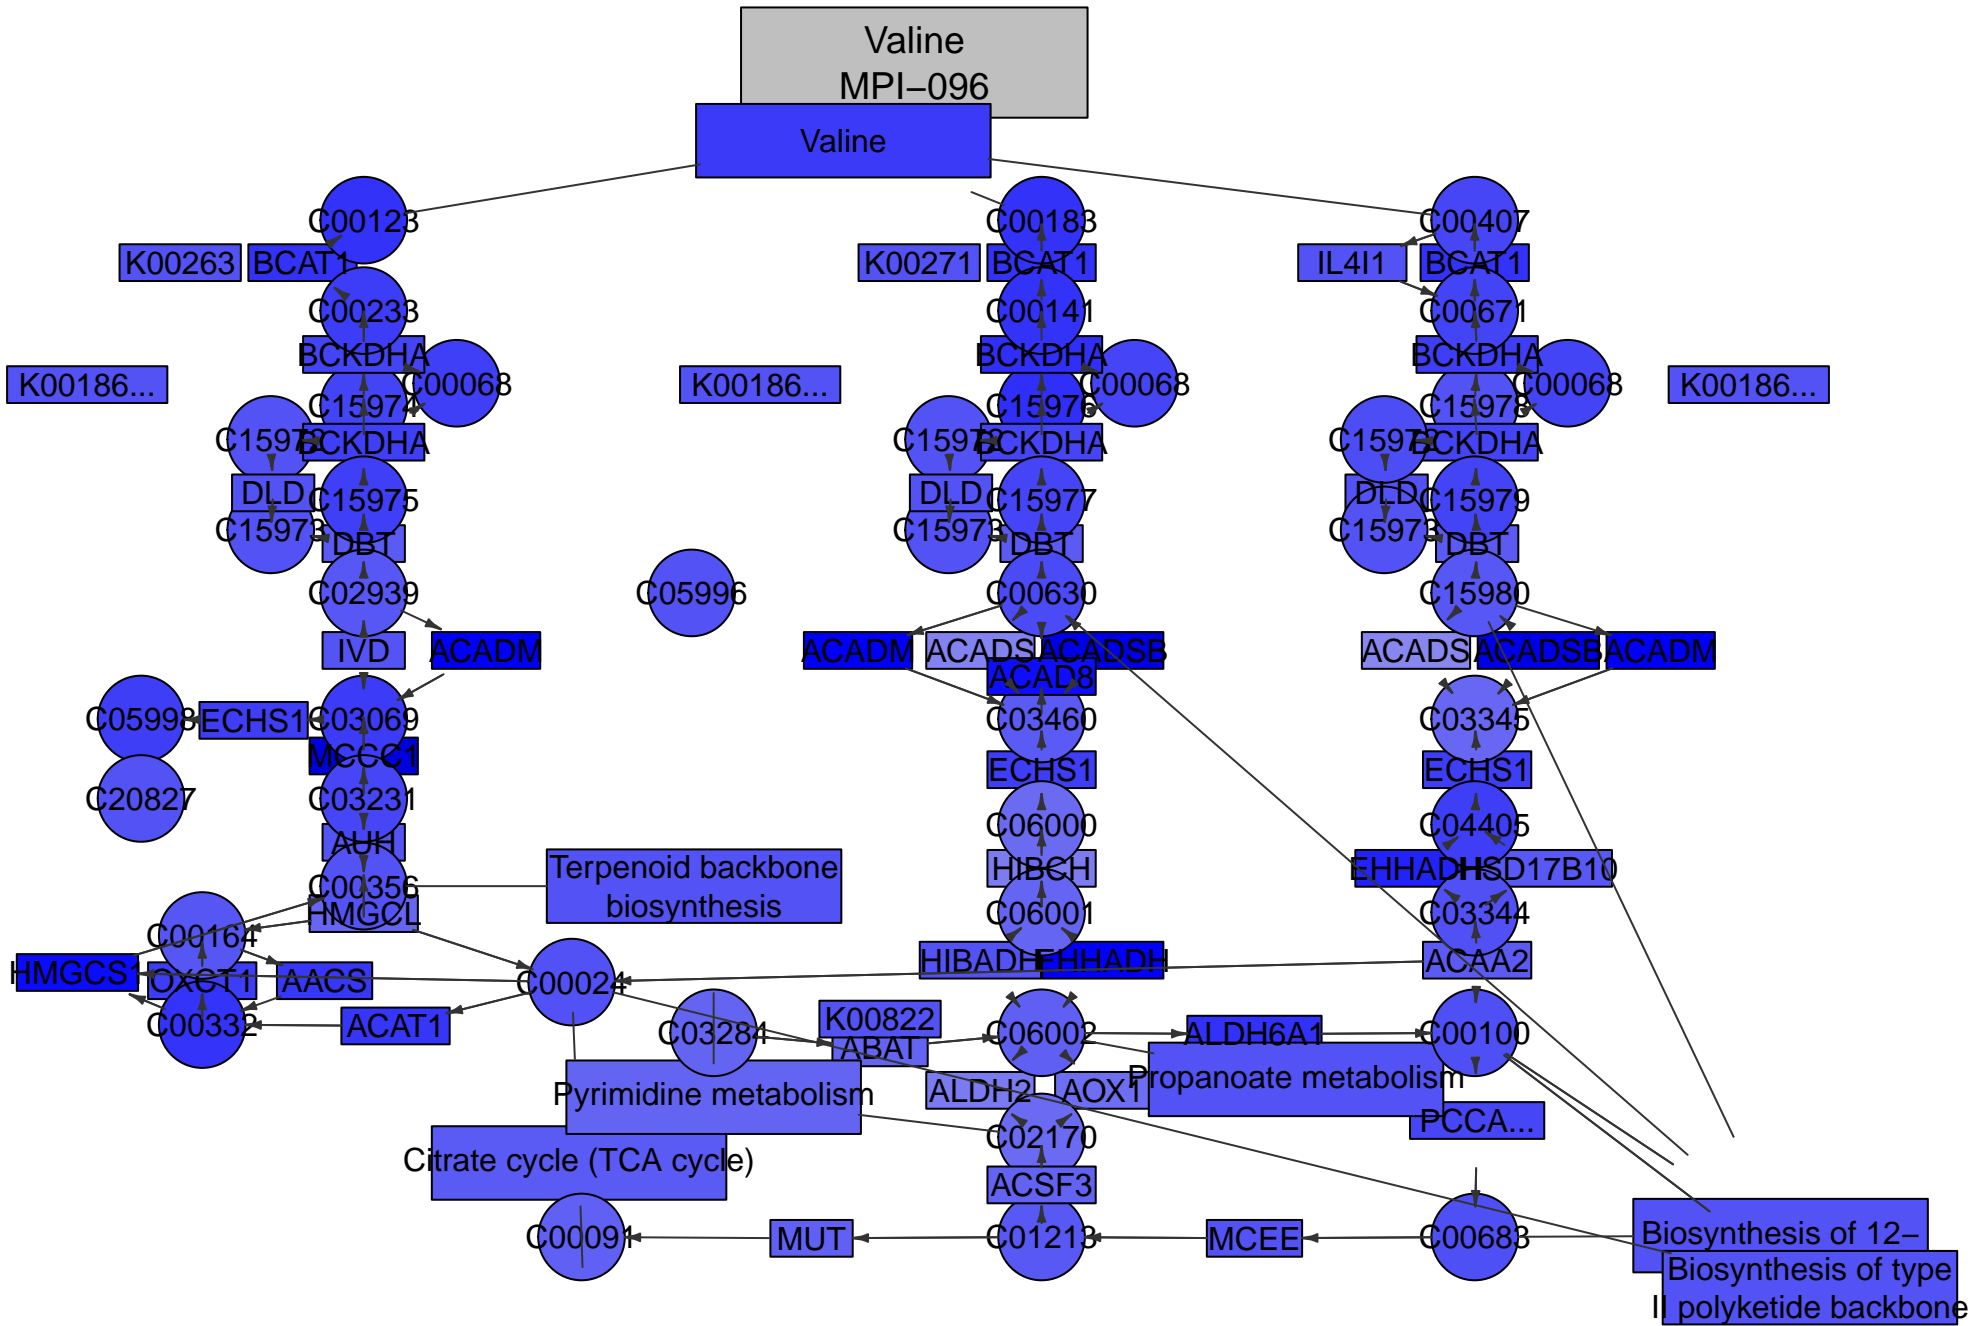 Valine
MPI−096
Valine
C00123
C00183
C00407
K00263
BCAT1
K00271
BCAT1
IL4I1
BCAT1
C00233
C00141
C00671
BCKDHA
BCKDHA
BCKDHA
K00186...
C15974
C00068
K00186...
C15976
C00068
C15978
C00068
K00186...
C15972
BCKDHA
C15972
BCKDHA
C15972
BCKDHA
DLD
C15975
DLD
C15977
DLD
C15979
C15973
DBT
C15973
DBT
C15973
DBT
C02939
C05996
C00630
C15980
IVD
ACADM
ACADM
ACADS
ACADSB
ACADS
ACADSB
ACADM
ACAD8
C05998
ECHS1
C03069
C03460
C03345
MCCC1
ECHS1
ECHS1
C20827
C03231
C06000
C04405
AUH
Terpenoid backbone
biosynthesis
HIBCH
EHHADH
HSD17B10
C00356
HMGCL
C06001
C03344
C00164
HIBADH
EHHADH
ACAA2
HMGCS1
OXCT1
AACS
C00024
C00332
ACAT1
C03284
K00822
ABAT
C06002
ALDH6A1
C00100
Pyrimidine metabolism
ALDH2
AOX1
Propanoate metabolism
PCCA...
C02170
Citrate cycle (TCA cycle)
ACSF3
C00091
MUT
C01213
MCEE
C00683
Biosynthesis of 12−
Biosynthesis of type
II polyketide backbone